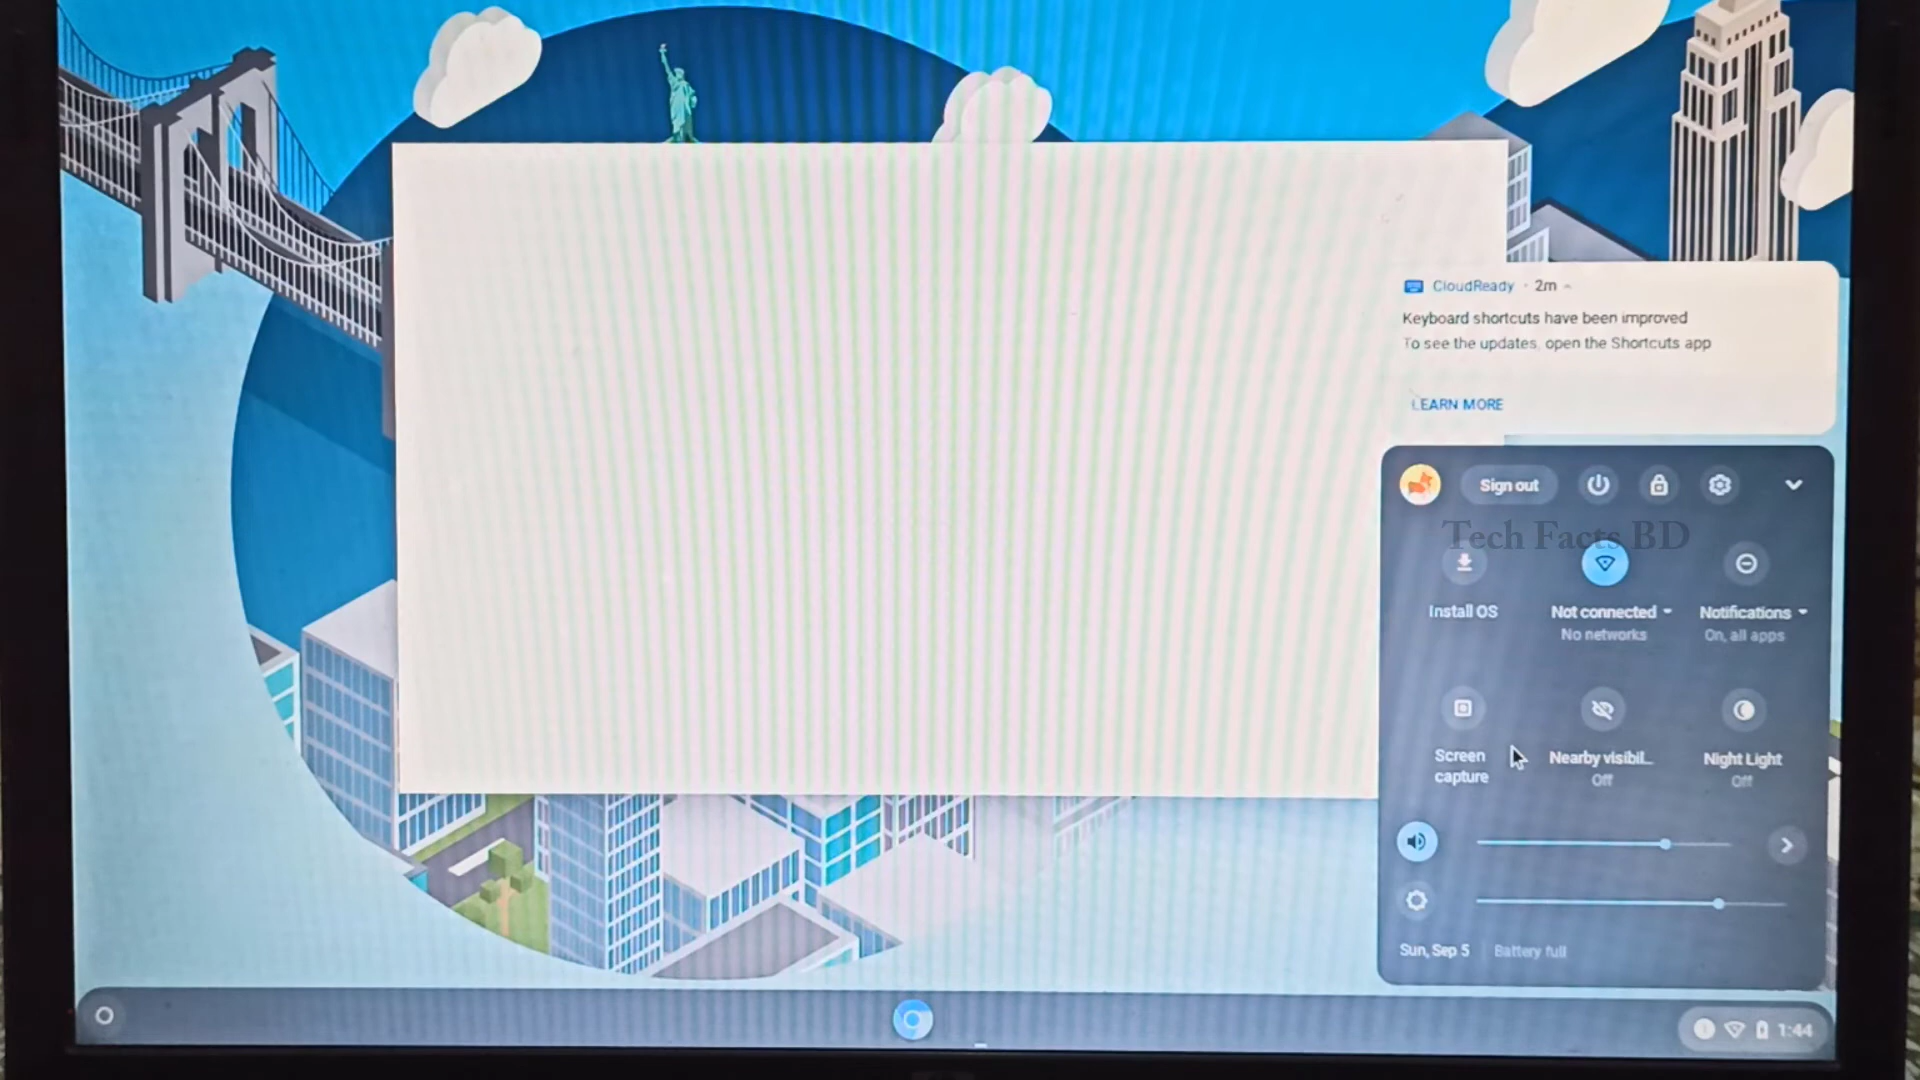 CloudReady · 2m
Keyboard shortcuts have been improved
To see the updates, open the Shortcuts app
LEARN MORE
Sign out
Tech Facts BD
Install OS
Not connected
No networks
Notifications
On, all apps
Screen
capture
Nearby visibil...
Off
Night Light
Off
Sun, Sep 5
Battery full
1:44